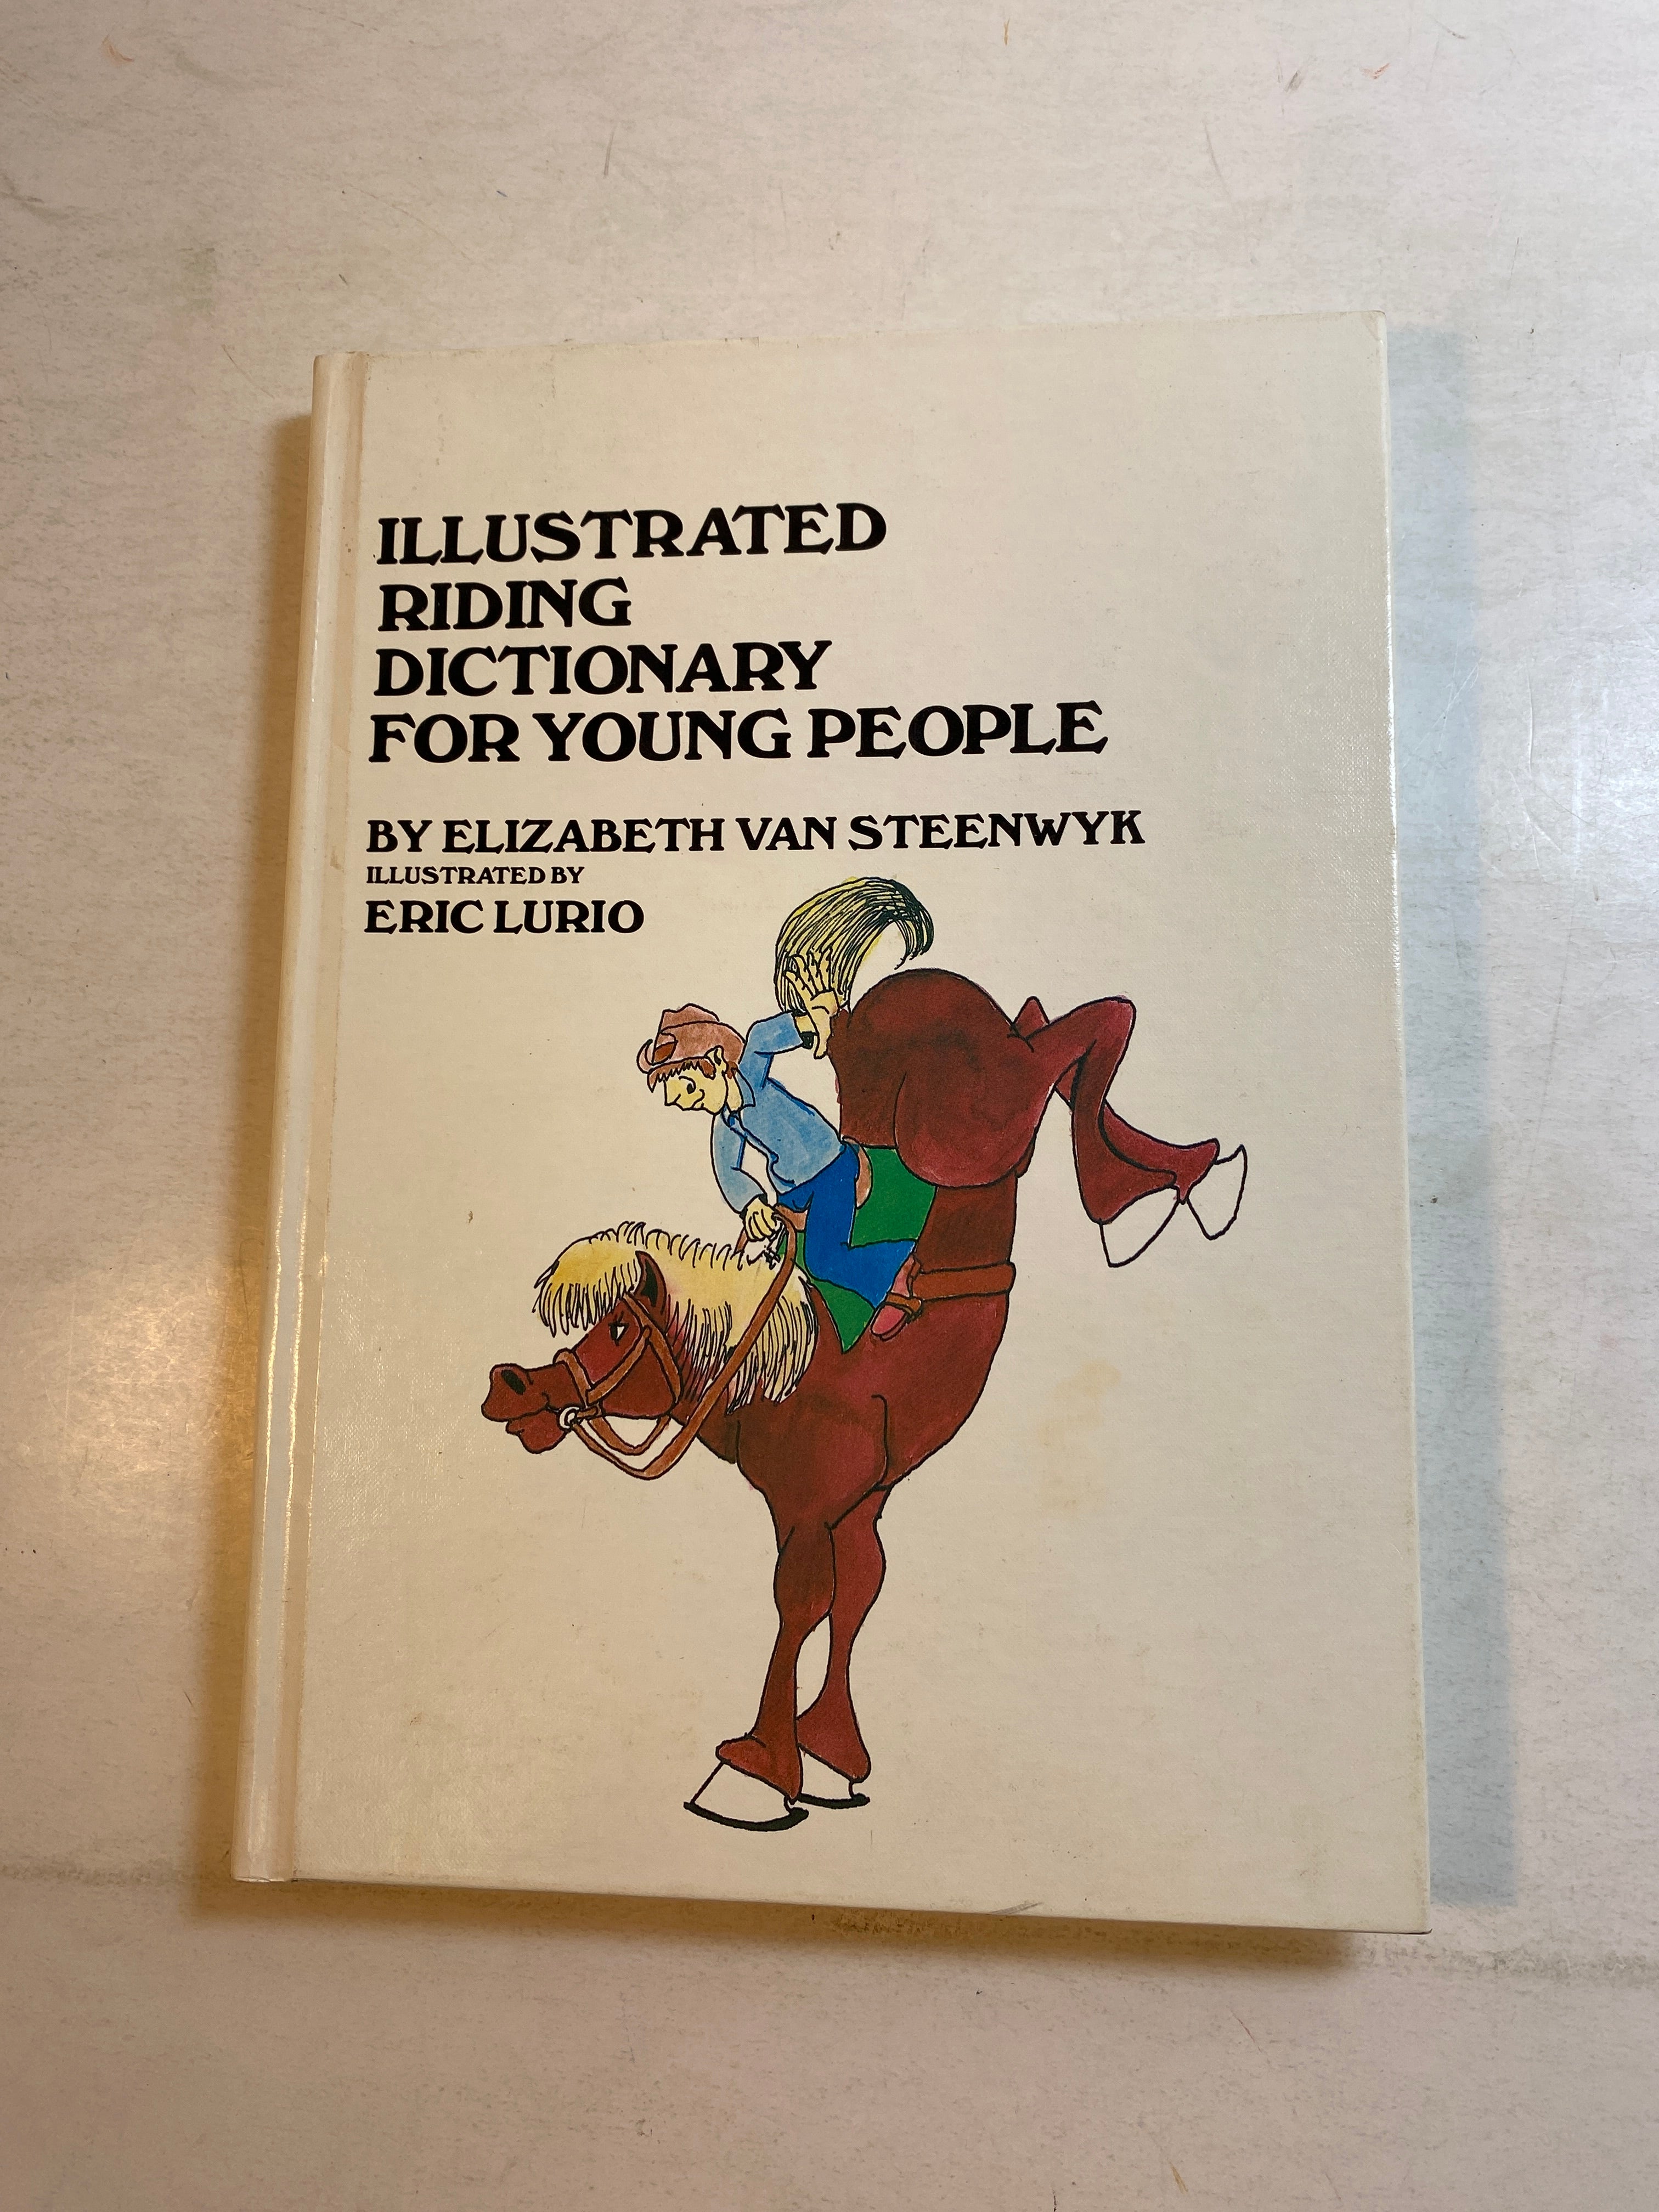 ILLUSTRATED
RIDING
DICTIONARY
FOR YOUNG PEOPLE
BY ELIZABETH VAN STEENWYK
ILLUSTRATED BY
ERIC LURIO